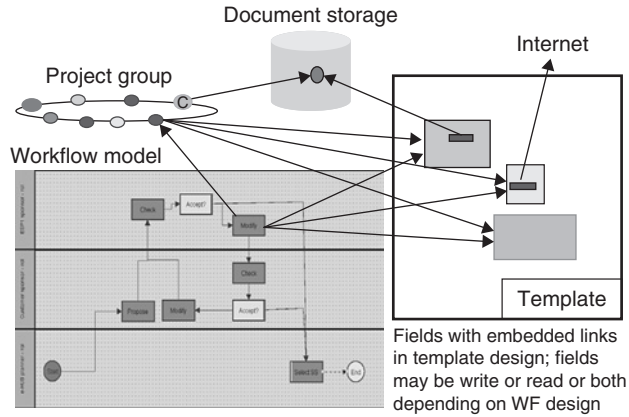 Document storage
Internet
Project group
C
Workflow model
Check
Accept?
Modify
Check
Propose
Modify
Accept?
Start
Select SS
End
Template
Fields with embedded links
in template design; fields
may be write or read or both
depending on WF design